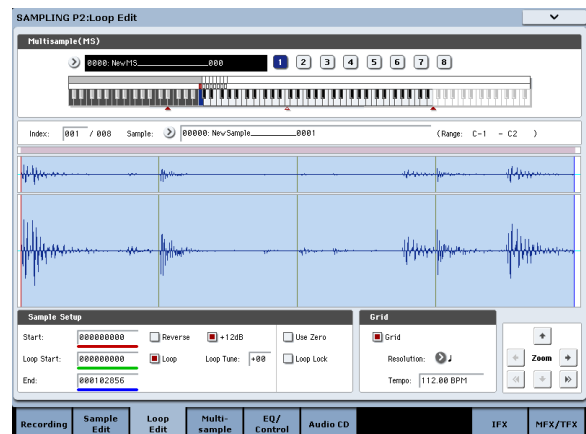 SAMPLING P2:Loop Edit
Multisample(MS)
0000: NewMS_______________000
1 2 3 4 5 6 7 8
Index: 001 / 008 Sample: 00000: NewSample_________0001 (Range: C-1 - C2 )
Sample Setup
Grid
Start: 000000000 Reverse +12dB Use Zero
Grid
Loop Start: 000000000 Loop Loop Tune: +00 Loop Lock
Resolution: ♩
Zoom
End: 000102856
Tempo: 112.00 BPM
Recording
Sample Edit
Loop Edit
Multi-sample
EQ/Control
Audio CD
IFX
MFX/TFX